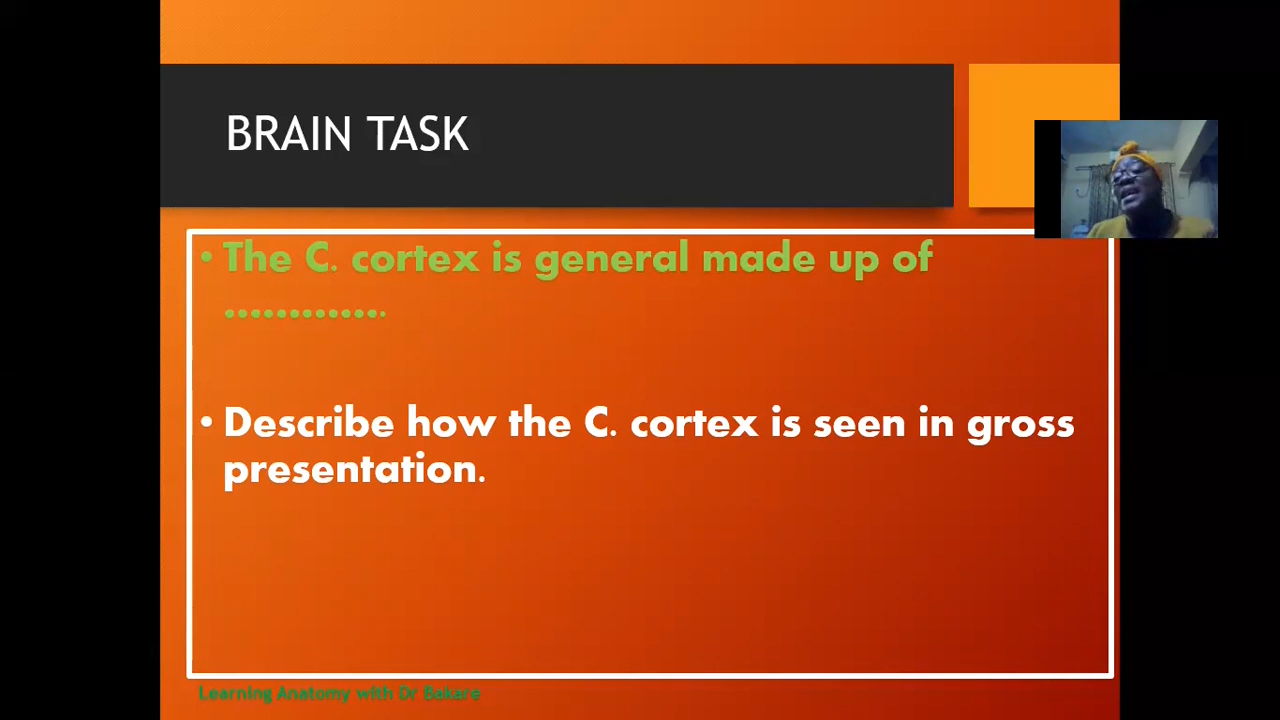 BRAIN TASK
• The C. cortex is general made up of
.............
• Describe how the C. cortex is seen in gross
presentation.
Learning Anatomy with Dr Bakare